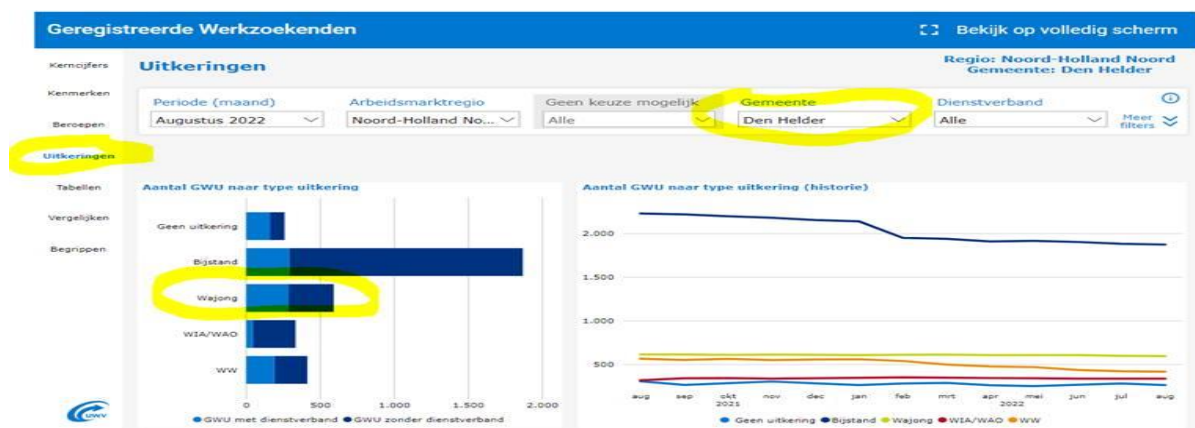 Geregistreerde Werkzoekenden
Bekijk op volledig scherm
Kerncijfers
Kenmerken
Beroepen
Uitkeringen
Tabellen
Vergelijken
Begrippen
Uitkeringen
Regio: Noord-Holland Noord
Gemeente: Den Helder
Periode (maand)
Augustus 2022
Arbeidsmarktregio
Noord-Holland No...
Geen keuze mogelijk
Alle
Gemeente
Den Helder
Dienstverband
Alle
Meer
filters
Aantal GWU naar type uitkering
Geen uitkering
Bijstand
Wajong
WIA/WAO
WW
0 500 1.000 1.500 2.000
GWU met dienstverband GWU zonder dienstverband
Aantal GWU naar type uitkering (historie)
2.000
1.500
1.000
500
aug sep okt nov dec jan feb mrt apr mei jun jul aug
2021 2022
Geen uitkering Bijstand Wajong WIA/WAO WW
UWV